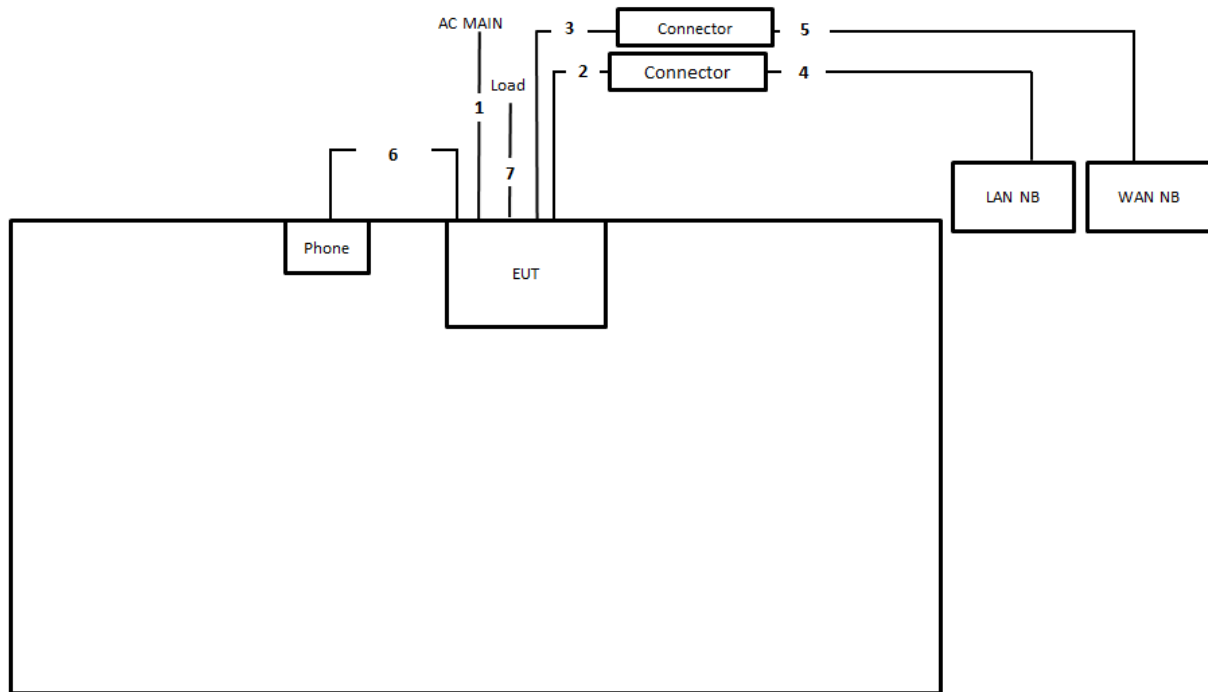 AC MAIN
3
Connector
5
2
Connector
4
Load
1
6
7
LAN NB
WAN NB
Phone
EUT